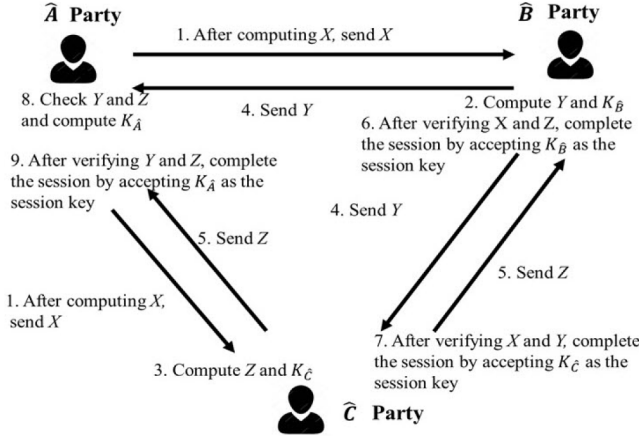 Â Party
B̂ Party
1. After computing X, send X
4. Send Y
8. Check Y and Z
and compute K_Â
2. Compute Y and K_B̂
6. After verifying X and Z, complete
the session by accepting K_B̂ as the
session key
9. After verifying Y and Z, complete
the session by accepting K_Â as the
session key
4. Send Y
5. Send Z
5. Send Z
1. After computing X,
send X
3. Compute Z and K_Ĉ
7. After verifying X and Y, complete
the session by accepting K_Ĉ as the
session key
Ĉ Party